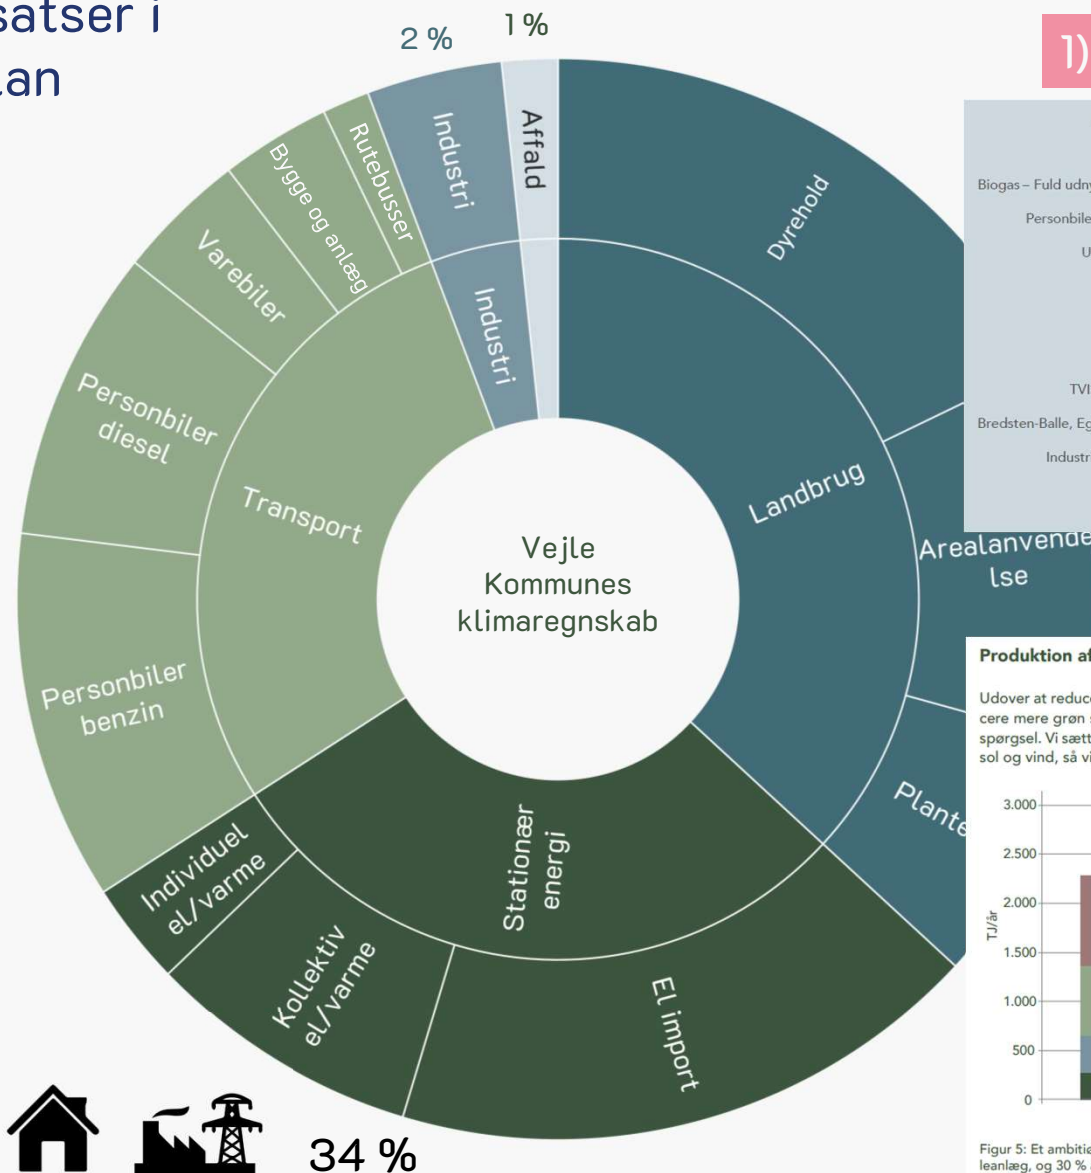 satser i
lan
2 %
1 %
1)
Affald
Industri
Rutebusser
Bygge og anlæg
Varebiler
Personbiler
diesel
Personbiler
benzin
Individuel
el/varme
Kollektiv
el/varme
El import
Plante
Arealanvende
lse
Dyrehold
Industri
Transport
Stationær
energi
Landbrug
Vejle
Kommunes
klimaregnskab
34 %
Biogas – Fuld udny
Personbile
U
TVI
Bredsten-Balle, Eg
Industr
Produktion af
Udover at reduce
cere mere grøn s
spørgsel. Vi sætt
sol og vind, så vi
3.000
2.500
2.000
1.500
1.000
500
0
TJ/år
Figur 5: Et ambitiø
leanlæg, og 30 %